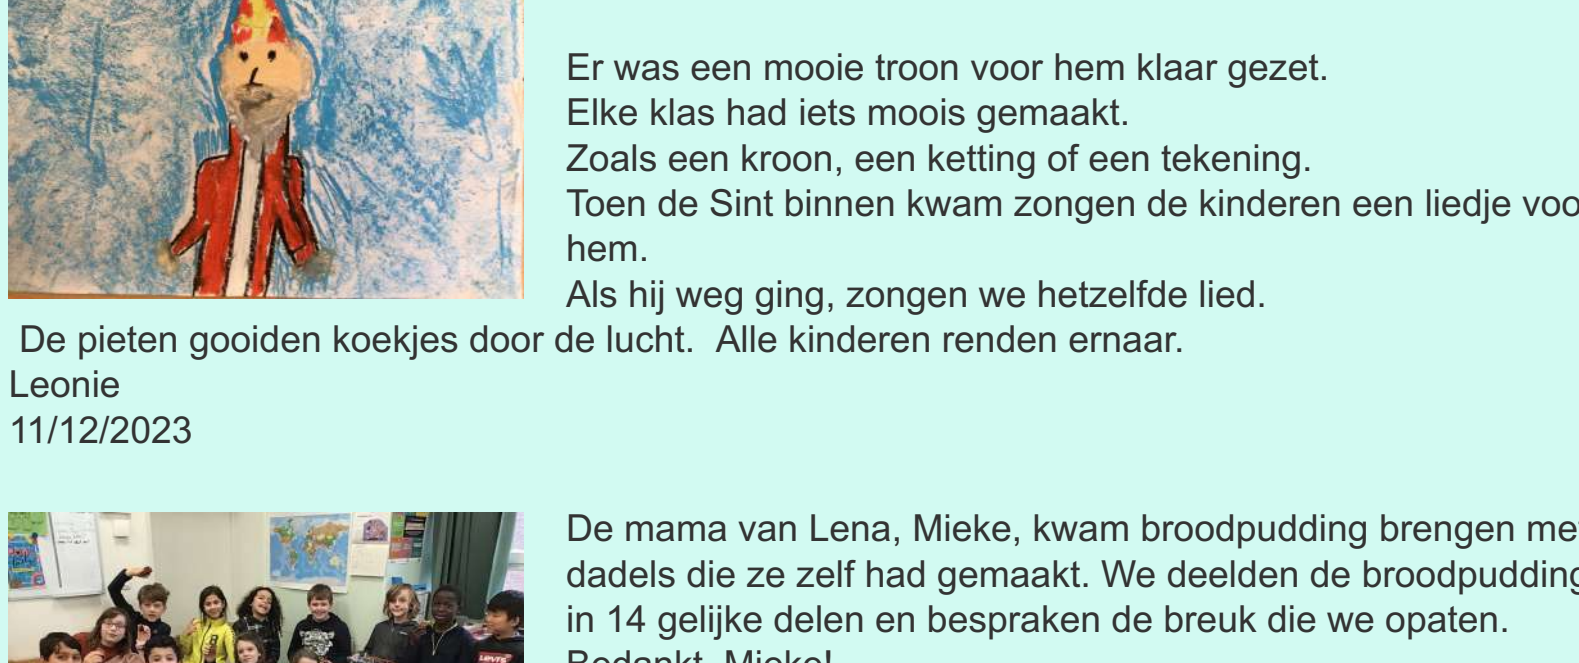 Er was een mooie troon voor hem klaar gezet.
Elke klas had iets moois gemaakt.
Zoals een kroon, een ketting of een tekening.
Toen de Sint binnen kwam zongen de kinderen een liedje voo
hem.
Als hij weg ging, zongen we hetzelfde lied.
De pieten gooiden koekjes door de lucht.  Alle kinderen renden ernaar.
Leonie
11/12/2023
De mama van Lena, Mieke, kwam broodpudding brengen met
dadels die ze zelf had gemaakt. We deelden de broodpudding
in 14 gelijke delen en bespraken de breuk die we opaten.
Bedankt, Mieke!